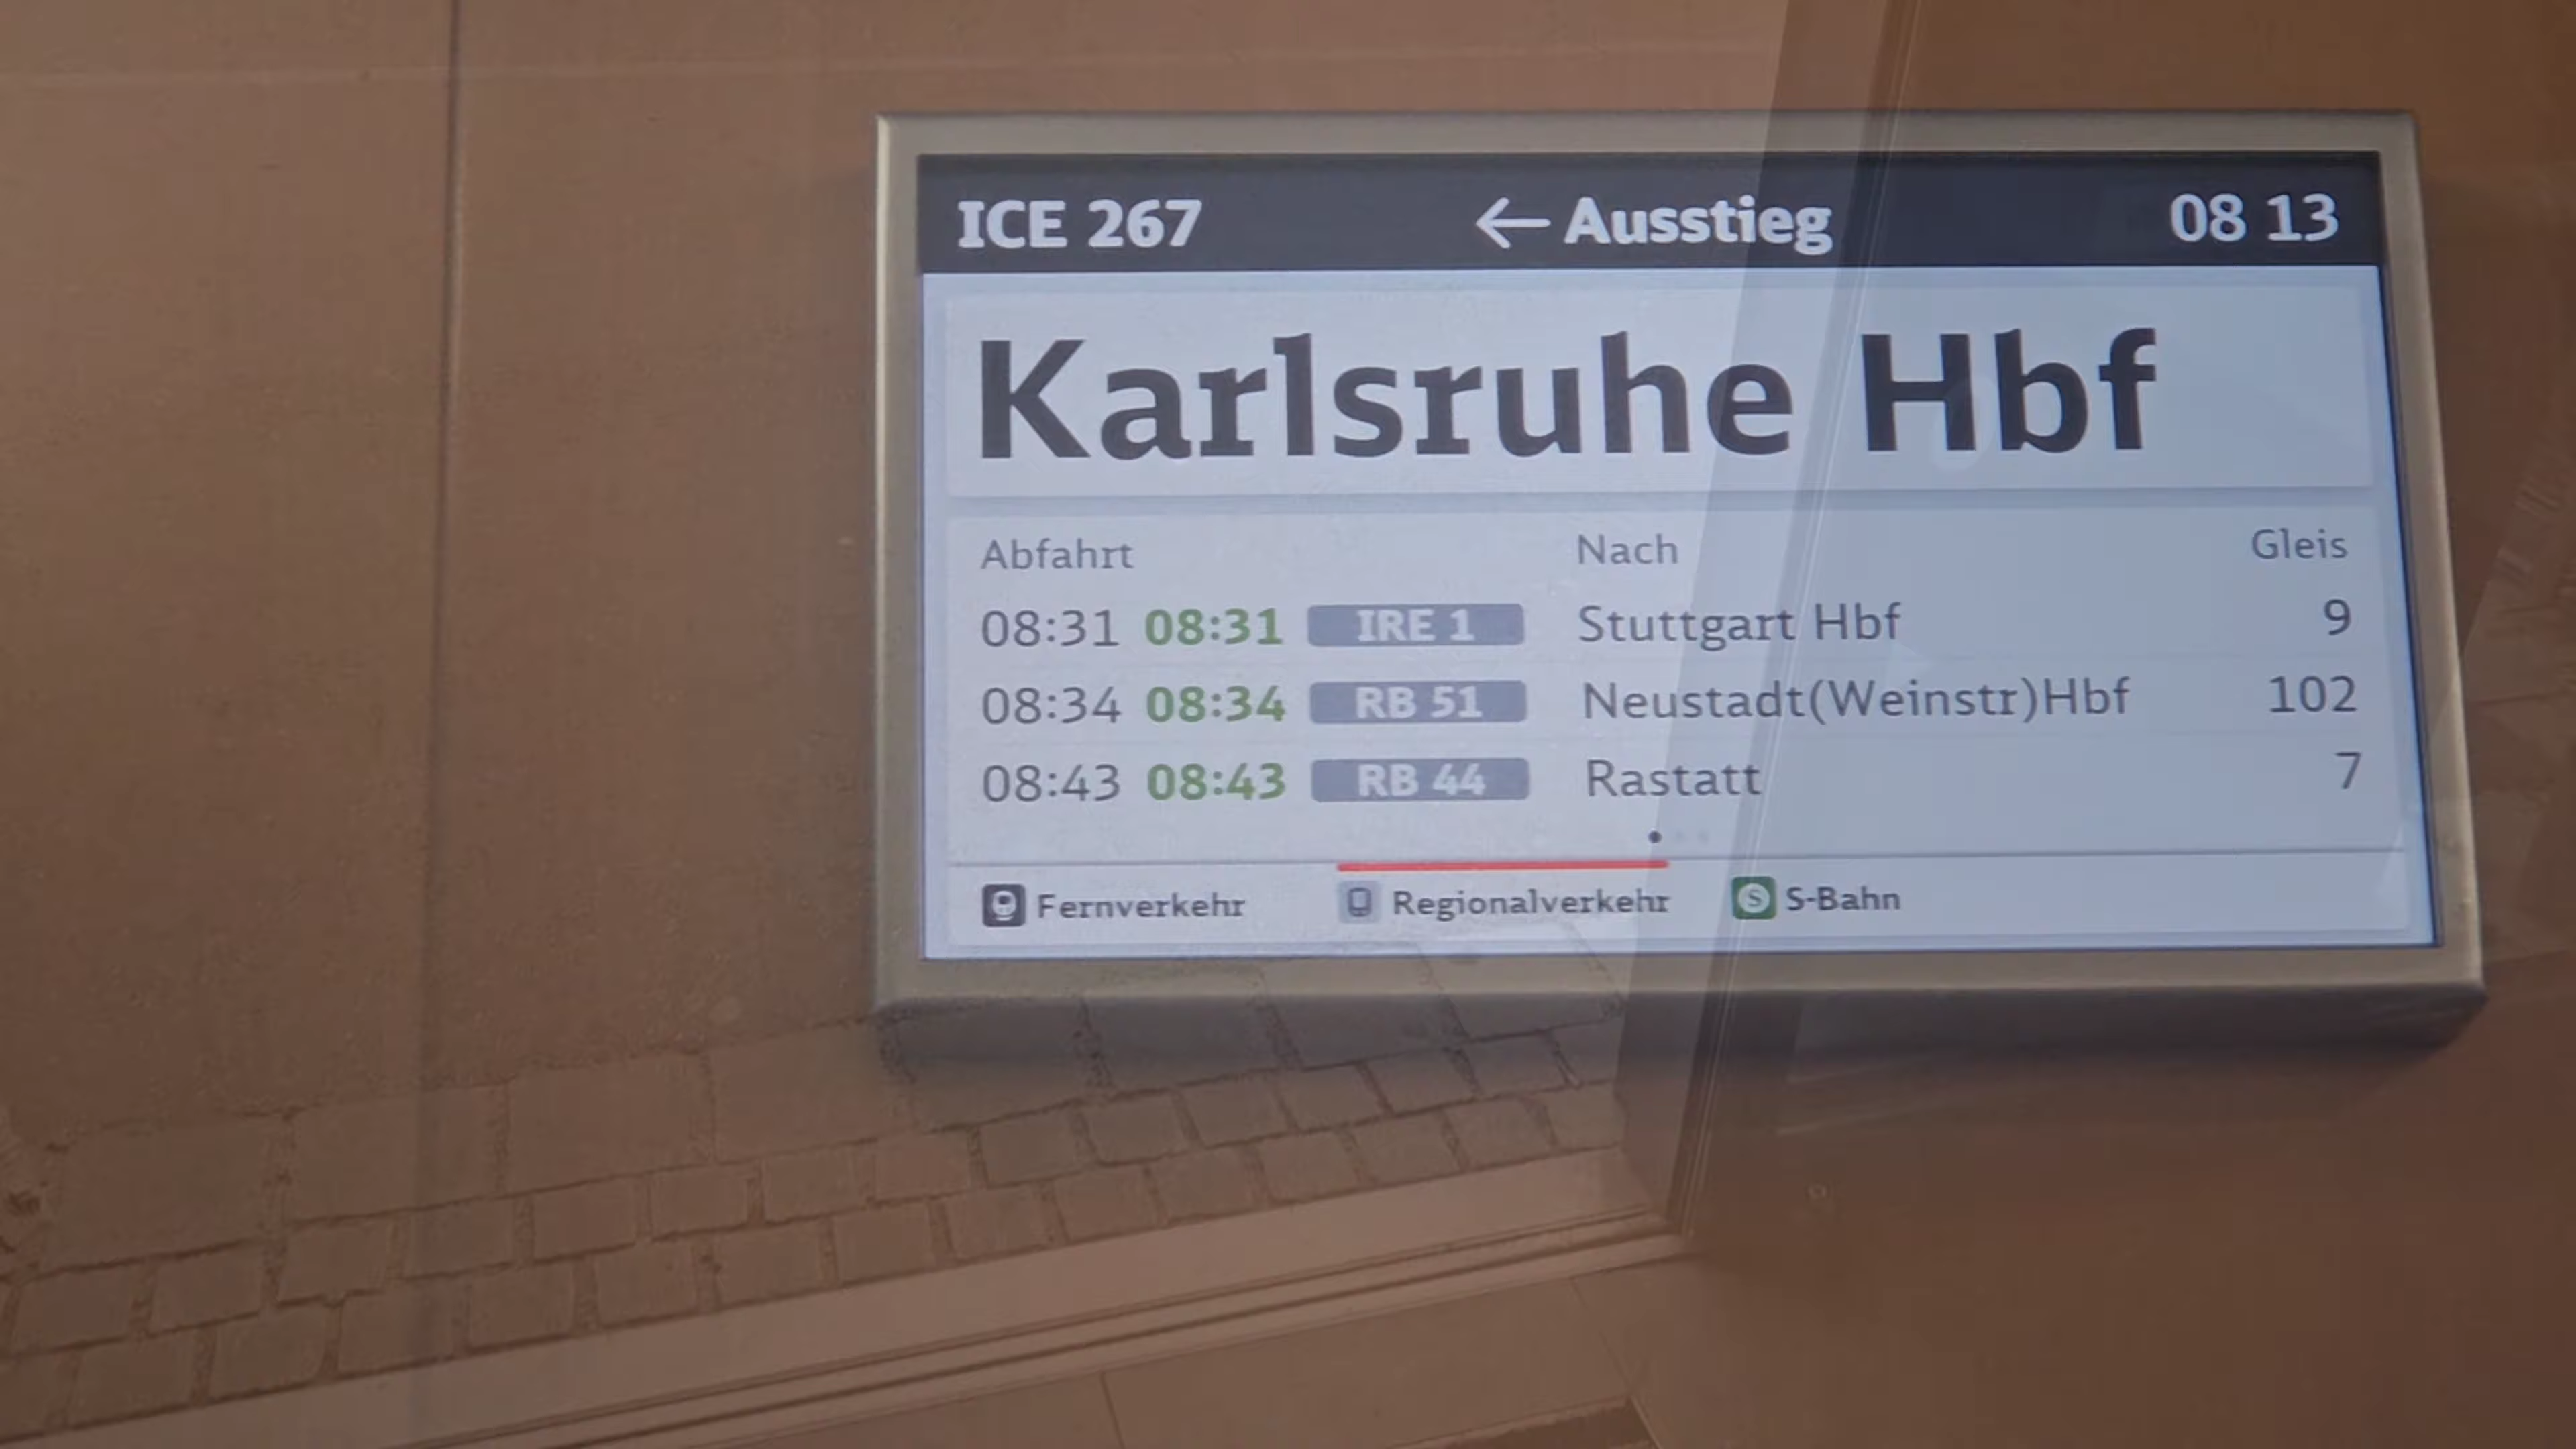 ICE 267 ← Ausstieg 08 13
Karlsruhe Hbf
Abfahrt Nach Gleis
08:31 08:31 IRE 1 Stuttgart Hbf 9
08:34 08:34 RB 51 Neustadt(Weinstr)Hbf 102
08:43 08:43 RB 44 Rastatt 7
Fernverkehr Regionalverkehr S S-Bahn